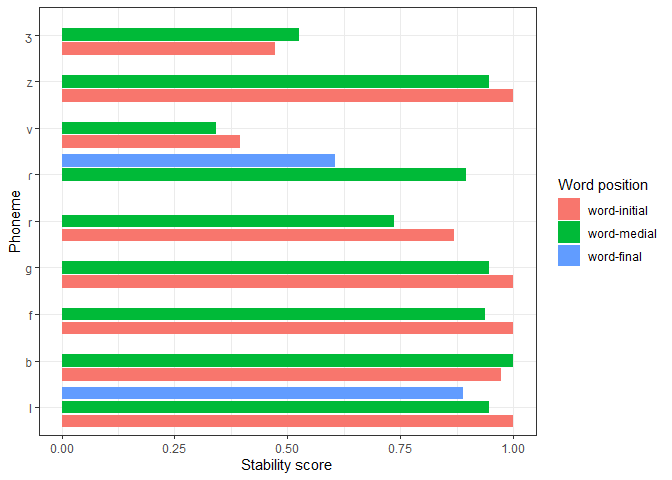 ʒ
z
v
ɾ
r
g
f
b
l
0.00
0.25
0.50
0.75
1.00
Stability score
Phoneme
Word position
word-initial
word-medial
word-final